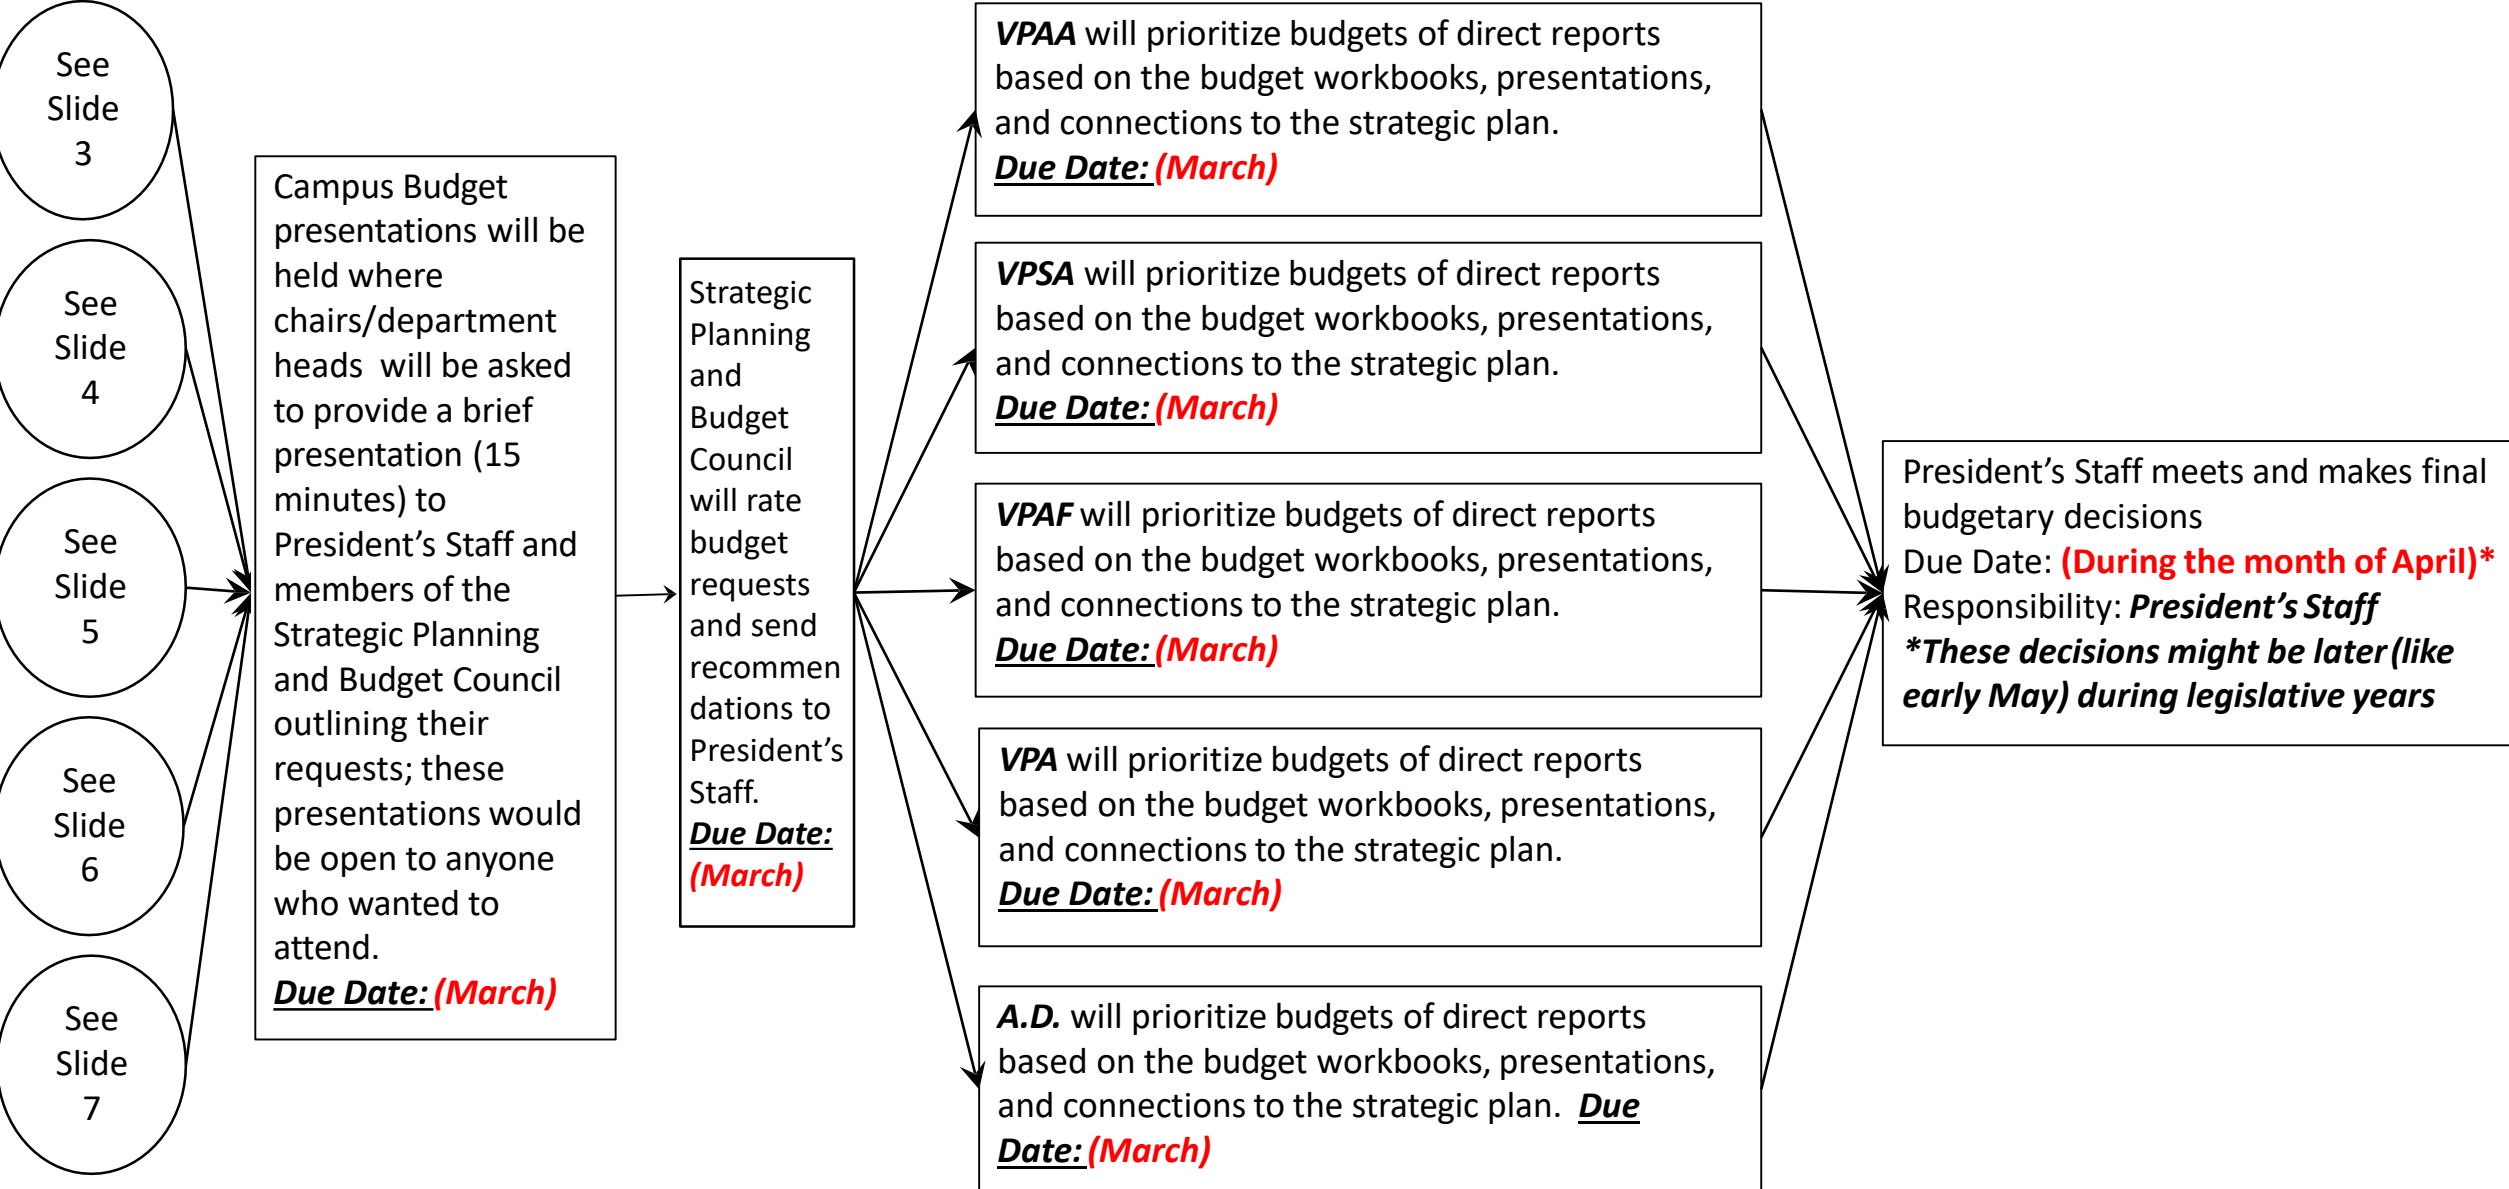 See
Slide
3
See
Slide
4
See
Slide
5
See
Slide
6
See
Slide
7
Campus Budget
presentations will be
held where
chairs/department
heads  will be asked
to provide a brief
presentation (15
minutes) to
President’s Staff and
members of the
Strategic Planning
and Budget Council
outlining their
requests; these
presentations would
be open to anyone
who wanted to
attend.
Due Date: (March)
Strategic
Planning
and
Budget
Council
will rate
budget
requests
and send
recommen
dations to
President’s
Staff.
Due Date:
(March)
VPAA will prioritize budgets of direct reports
based on the budget workbooks, presentations,
and connections to the strategic plan.
Due Date: (March)
VPSA will prioritize budgets of direct reports
based on the budget workbooks, presentations,
and connections to the strategic plan.
Due Date: (March)
VPAF will prioritize budgets of direct reports
based on the budget workbooks, presentations,
and connections to the strategic plan.
Due Date: (March)
VPA will prioritize budgets of direct reports
based on the budget workbooks, presentations,
and connections to the strategic plan.
Due Date: (March)
A.D. will prioritize budgets of direct reports
based on the budget workbooks, presentations,
and connections to the strategic plan.  Due
Date: (March)
President’s Staff meets and makes final
budgetary decisions
Due Date: (During the month of April)*
Responsibility: President’s Staff
*These decisions might be later (like
early May) during legislative years